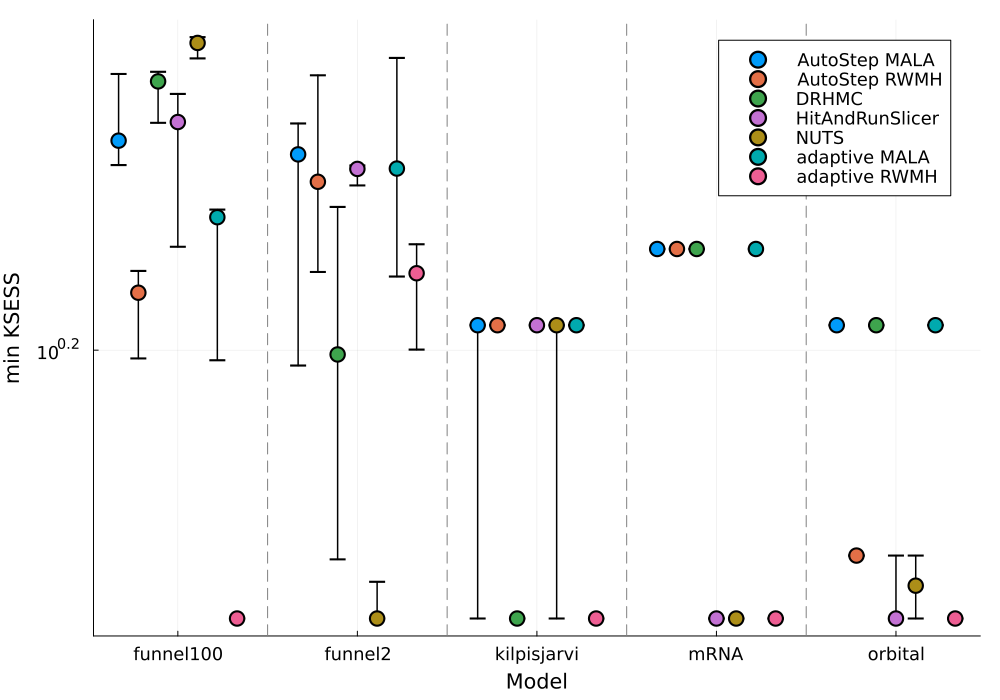 AutoStep MALA
AutoStep RWMH
DRHMC
HitAndRunSlicer
NUTS
adaptive MALA
adaptive RWMH
min KSESS
10^0.2
funnel100 funnel2 kilpisjarvi mRNA orbital
Model